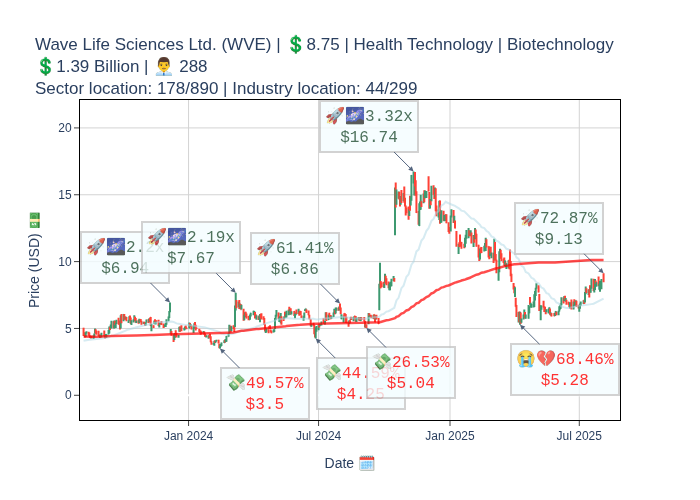 Wave Life Sciences Ltd. (WVE) | 💲8.75 | Health Technology | Biotechnology
💲1.39 Billion | 👨‍💼 288
Sector location: 178/890 | Industry location: 44/299
🚀🌌3.32x
$16.74
🚀🌌2.
$6.94
🚀🌌2.19x
$7.67
🚀61.41%
$6.86
🚀72.87%
$9.13
💸49.57%
$3.5
💸44.
$4.25
💸26.53%
$5.04
😭💔68.46%
$5.28
Price (USD) 💵
20
15
10
5
0
Jan 2024
Jul 2024
Jan 2025
Jul 2025
Date 🗓️